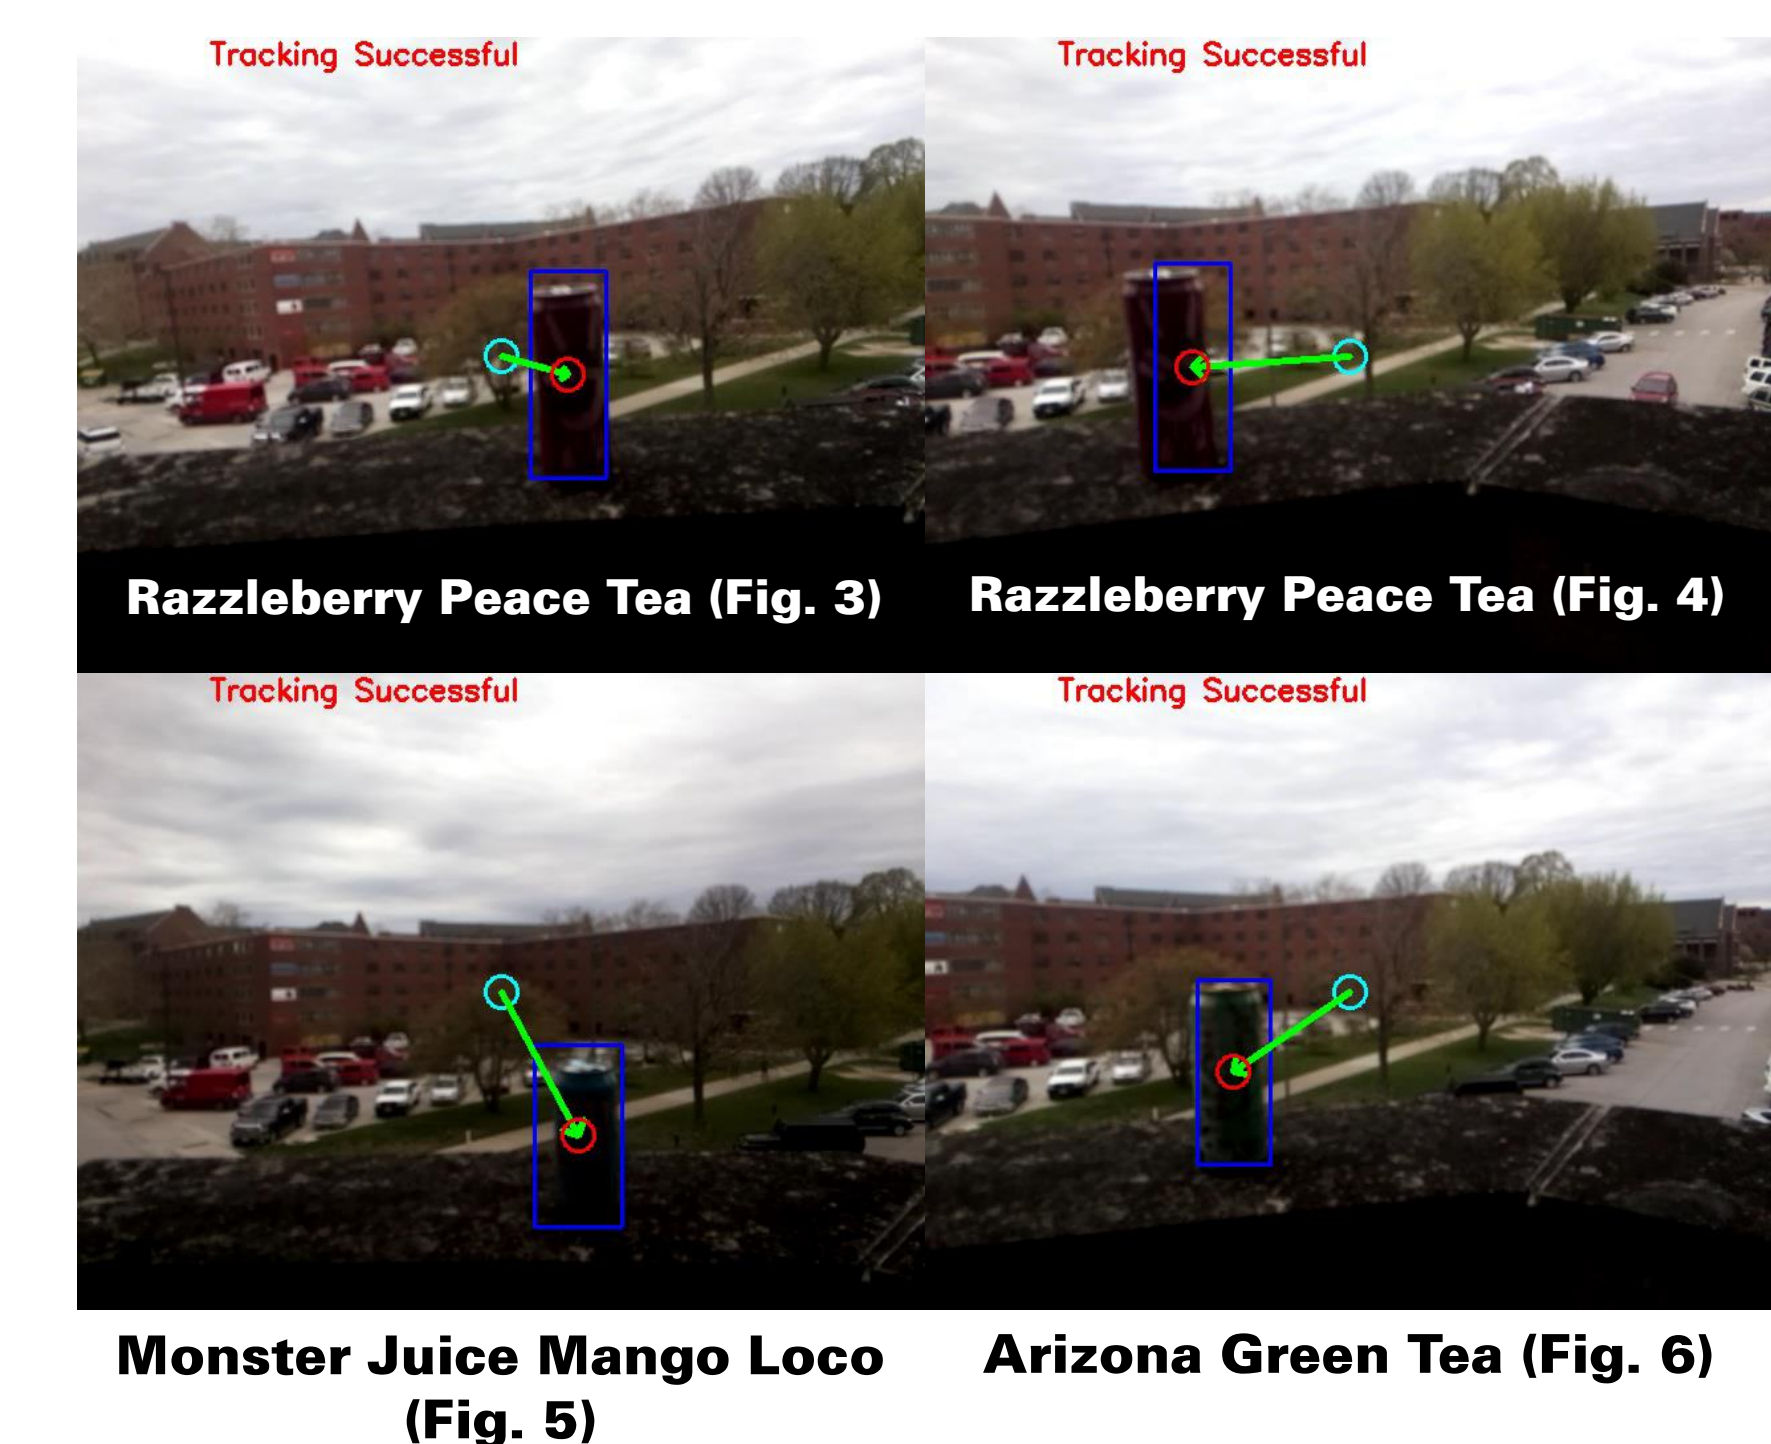 Tracking Successful
Tracking Successful
Razzleberry Peace Tea (Fig. 3)
Razzleberry Peace Tea (Fig. 4)
Tracking Successful
Tracking Successful
Monster Juice Mango Loco
(Fig. 5)
Arizona Green Tea (Fig. 6)